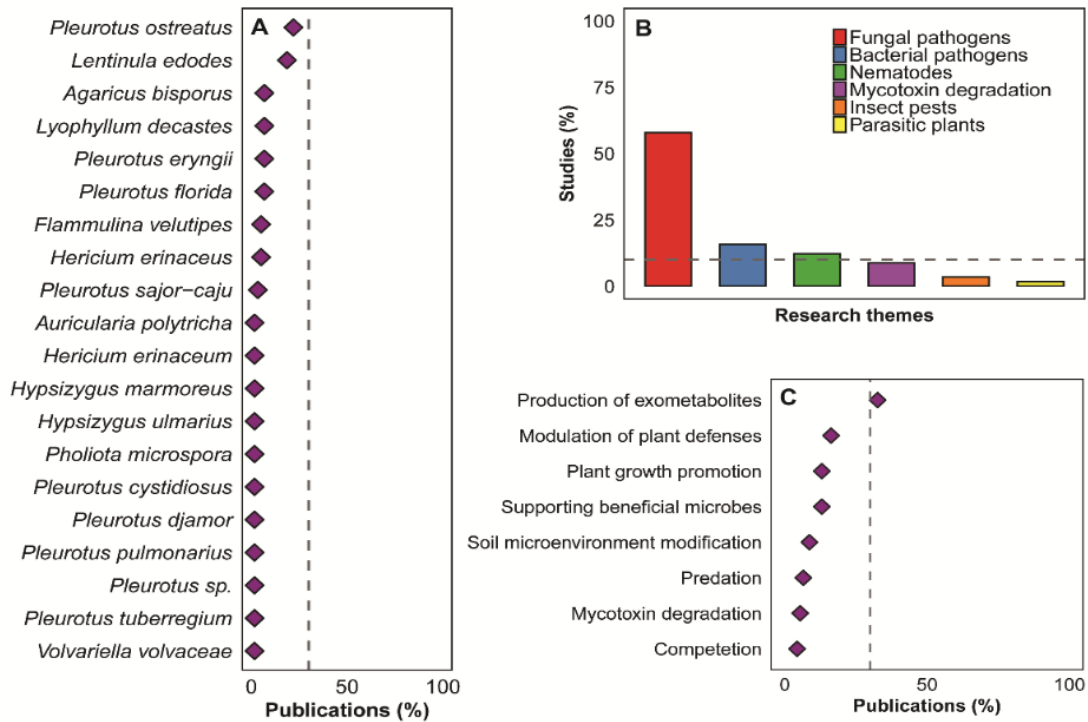 A
Pleurotus ostreatus
Lentinula edodes
Agaricus bisporus
Lyophyllum decastes
Pleurotus eryngii
Pleurotus florida
Flammulina velutipes
Hericium erinaceus
Pleurotus sajor−caju
Auricularia polytricha
Hericium erinaceum
Hypsizygus marmoreus
Hypsizygus ulmarius
Pholiota microspora
Pleurotus cystidiosus
Pleurotus djamor
Pleurotus pulmonarius
Pleurotus sp.
Pleurotus tuberregium
Volvariella volvaceae
0 50 100
Publications (%)
B
100
75
50
25
0
Studies (%)
Fungal pathogens
Bacterial pathogens
Nematodes
Mycotoxin degradation
Insect pests
Parasitic plants
Research themes
C
Production of exometabolites
Modulation of plant defenses
Plant growth promotion
Supporting beneficial microbes
Soil microenvironment modification
Predation
Mycotoxin degradation
Competetion
0 50 100
Publications (%)